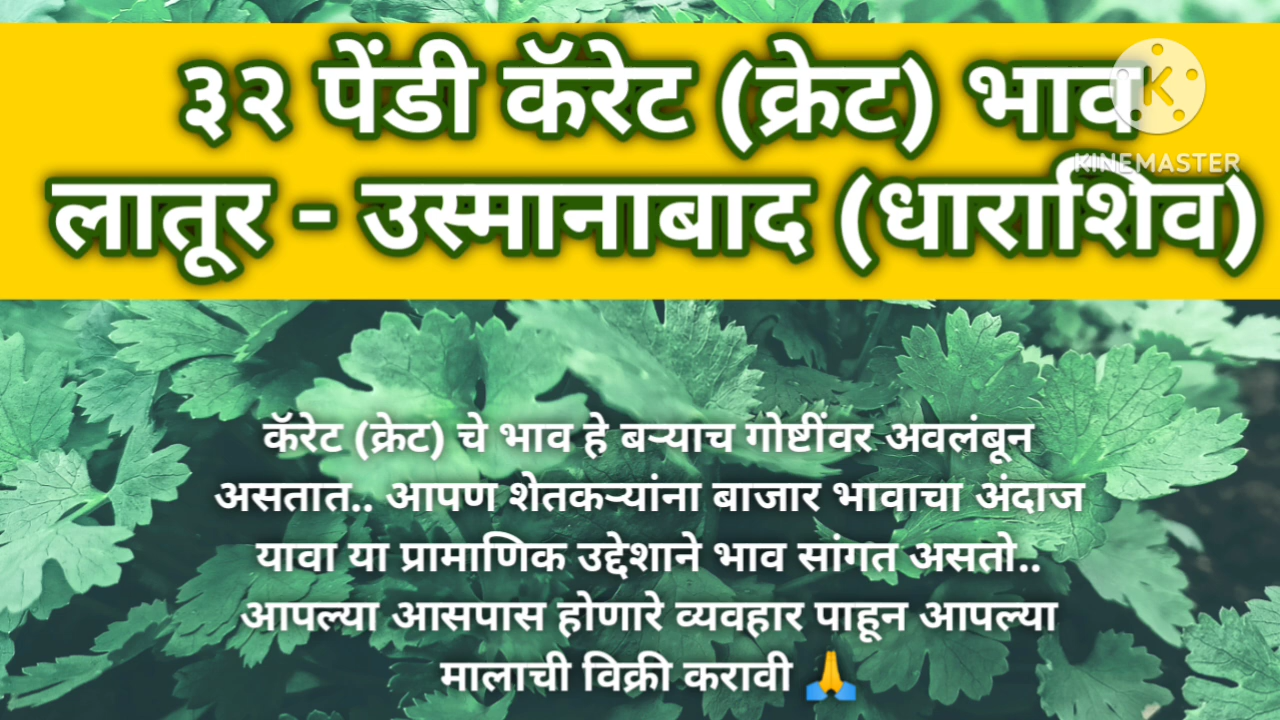 ३२ पेंडी कॅरेट (क्रेट) भाव
लातूर - उस्मानाबाद (धाराशिव)
KINEMASTER
कॅरेट (क्रेट) चे भाव हे बऱ्याच गोष्टींवर अवलंबून
असतात.. आपण शेतकऱ्यांना बाजार भावाचा अंदाज
यावा या प्रामाणिक उद्देशाने भाव सांगत असतो..
आपल्या आसपास होणारे व्यवहार पाहून आपल्या
मालाची विक्री करावी 🙏